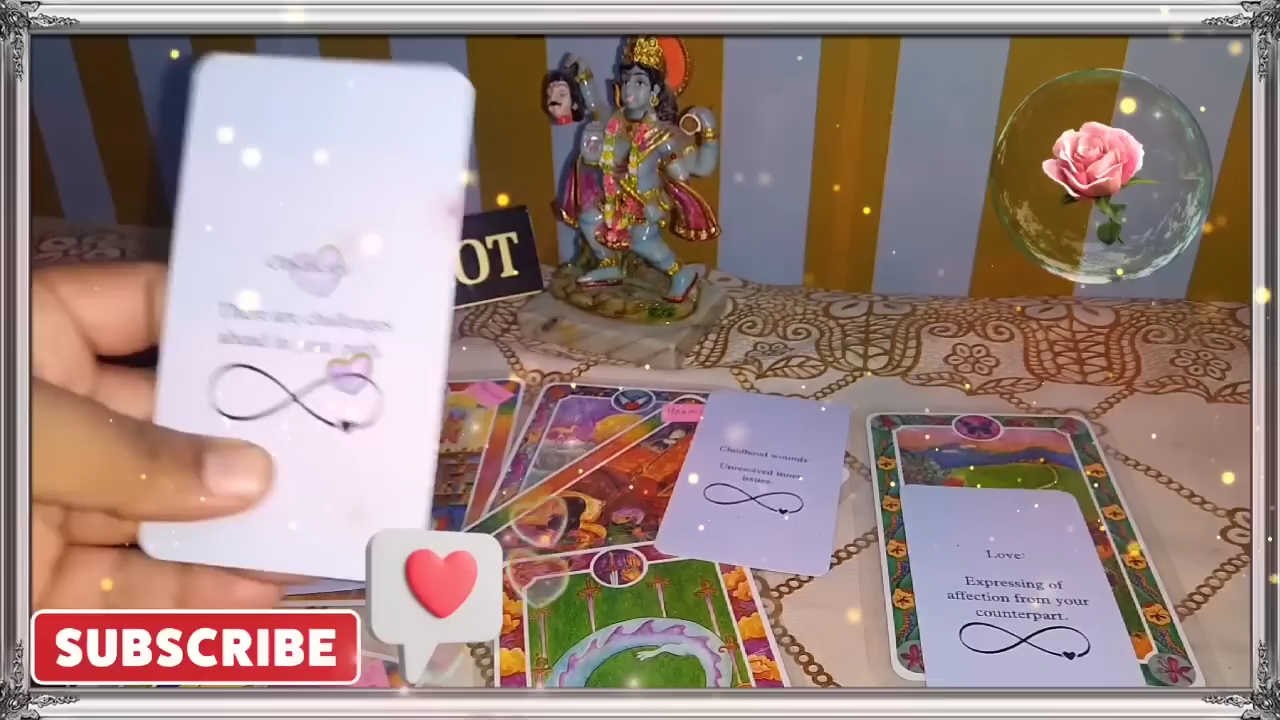 OT
There are challenges
ahead in your path.
Childhood wounds:
Unresolved inner
issues.
Love:
Expressing of
affection from your
counterpart.
SUBSCRIBE